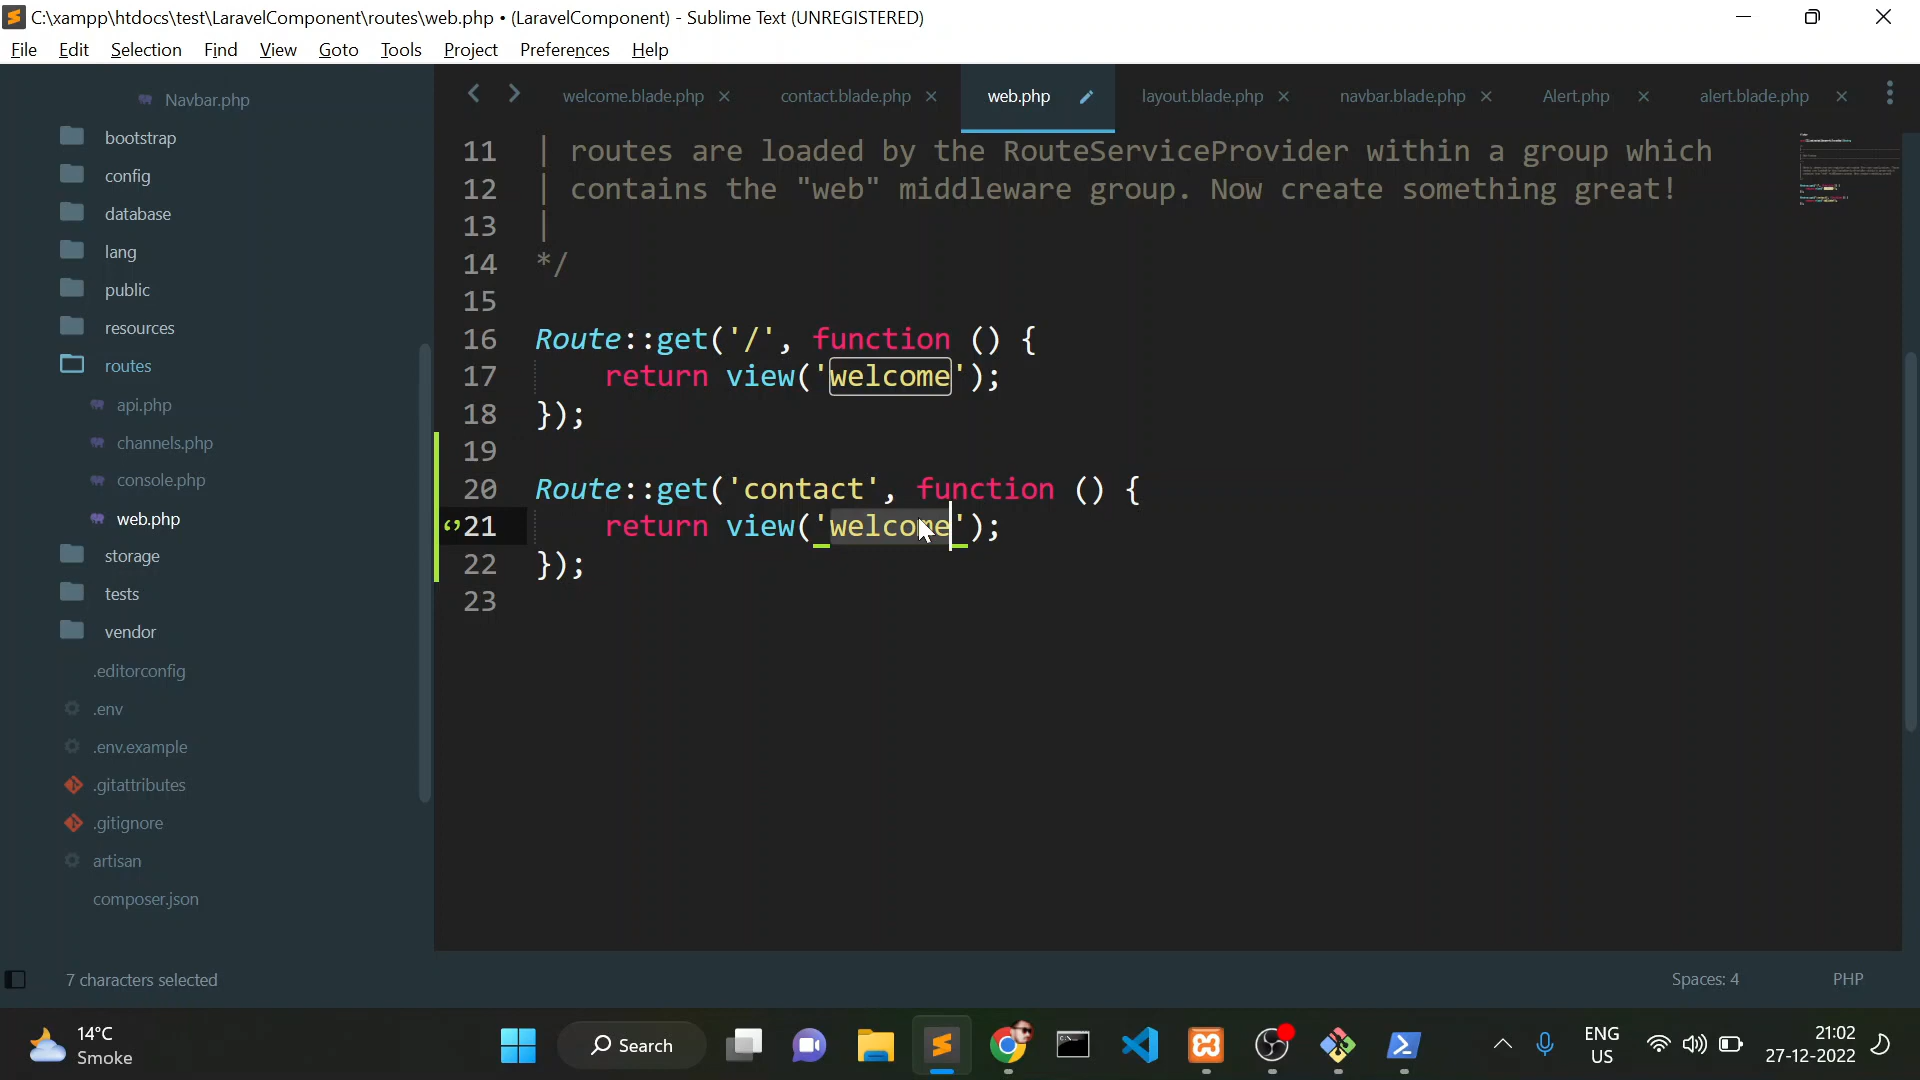 C:\xampp\htdocs\test\LaravelComponent\routes\web.php • (LaravelComponent) - Sublime Text (UNREGISTERED)
File Edit Selection Find View Goto Tools Project Preferences Help
Navbar.php
bootstrap
config
database
lang
public
resources
routes
api.php
channels.php
console.php
web.php
storage
tests
vendor
.editorconfig
.env
.env.example
.gitattributes
.gitignore
artisan
composer.json
welcome.blade.php contact.blade.php web.php layout.blade.php navbar.blade.php Alert.php alert.blade.php
11 | routes are loaded by the RouteServiceProvider within a group which
12 | contains the "web" middleware group. Now create something great!
13 |
14 */
15
16 Route::get('/', function () {
17 return view('welcome');
18 });
19
20 Route::get('contact', function () {
21 return view('welcome');
22 });
23
7 characters selected Spaces: 4 PHP
14°C
Smoke
Search
ENG
US
21:02
27-12-2022